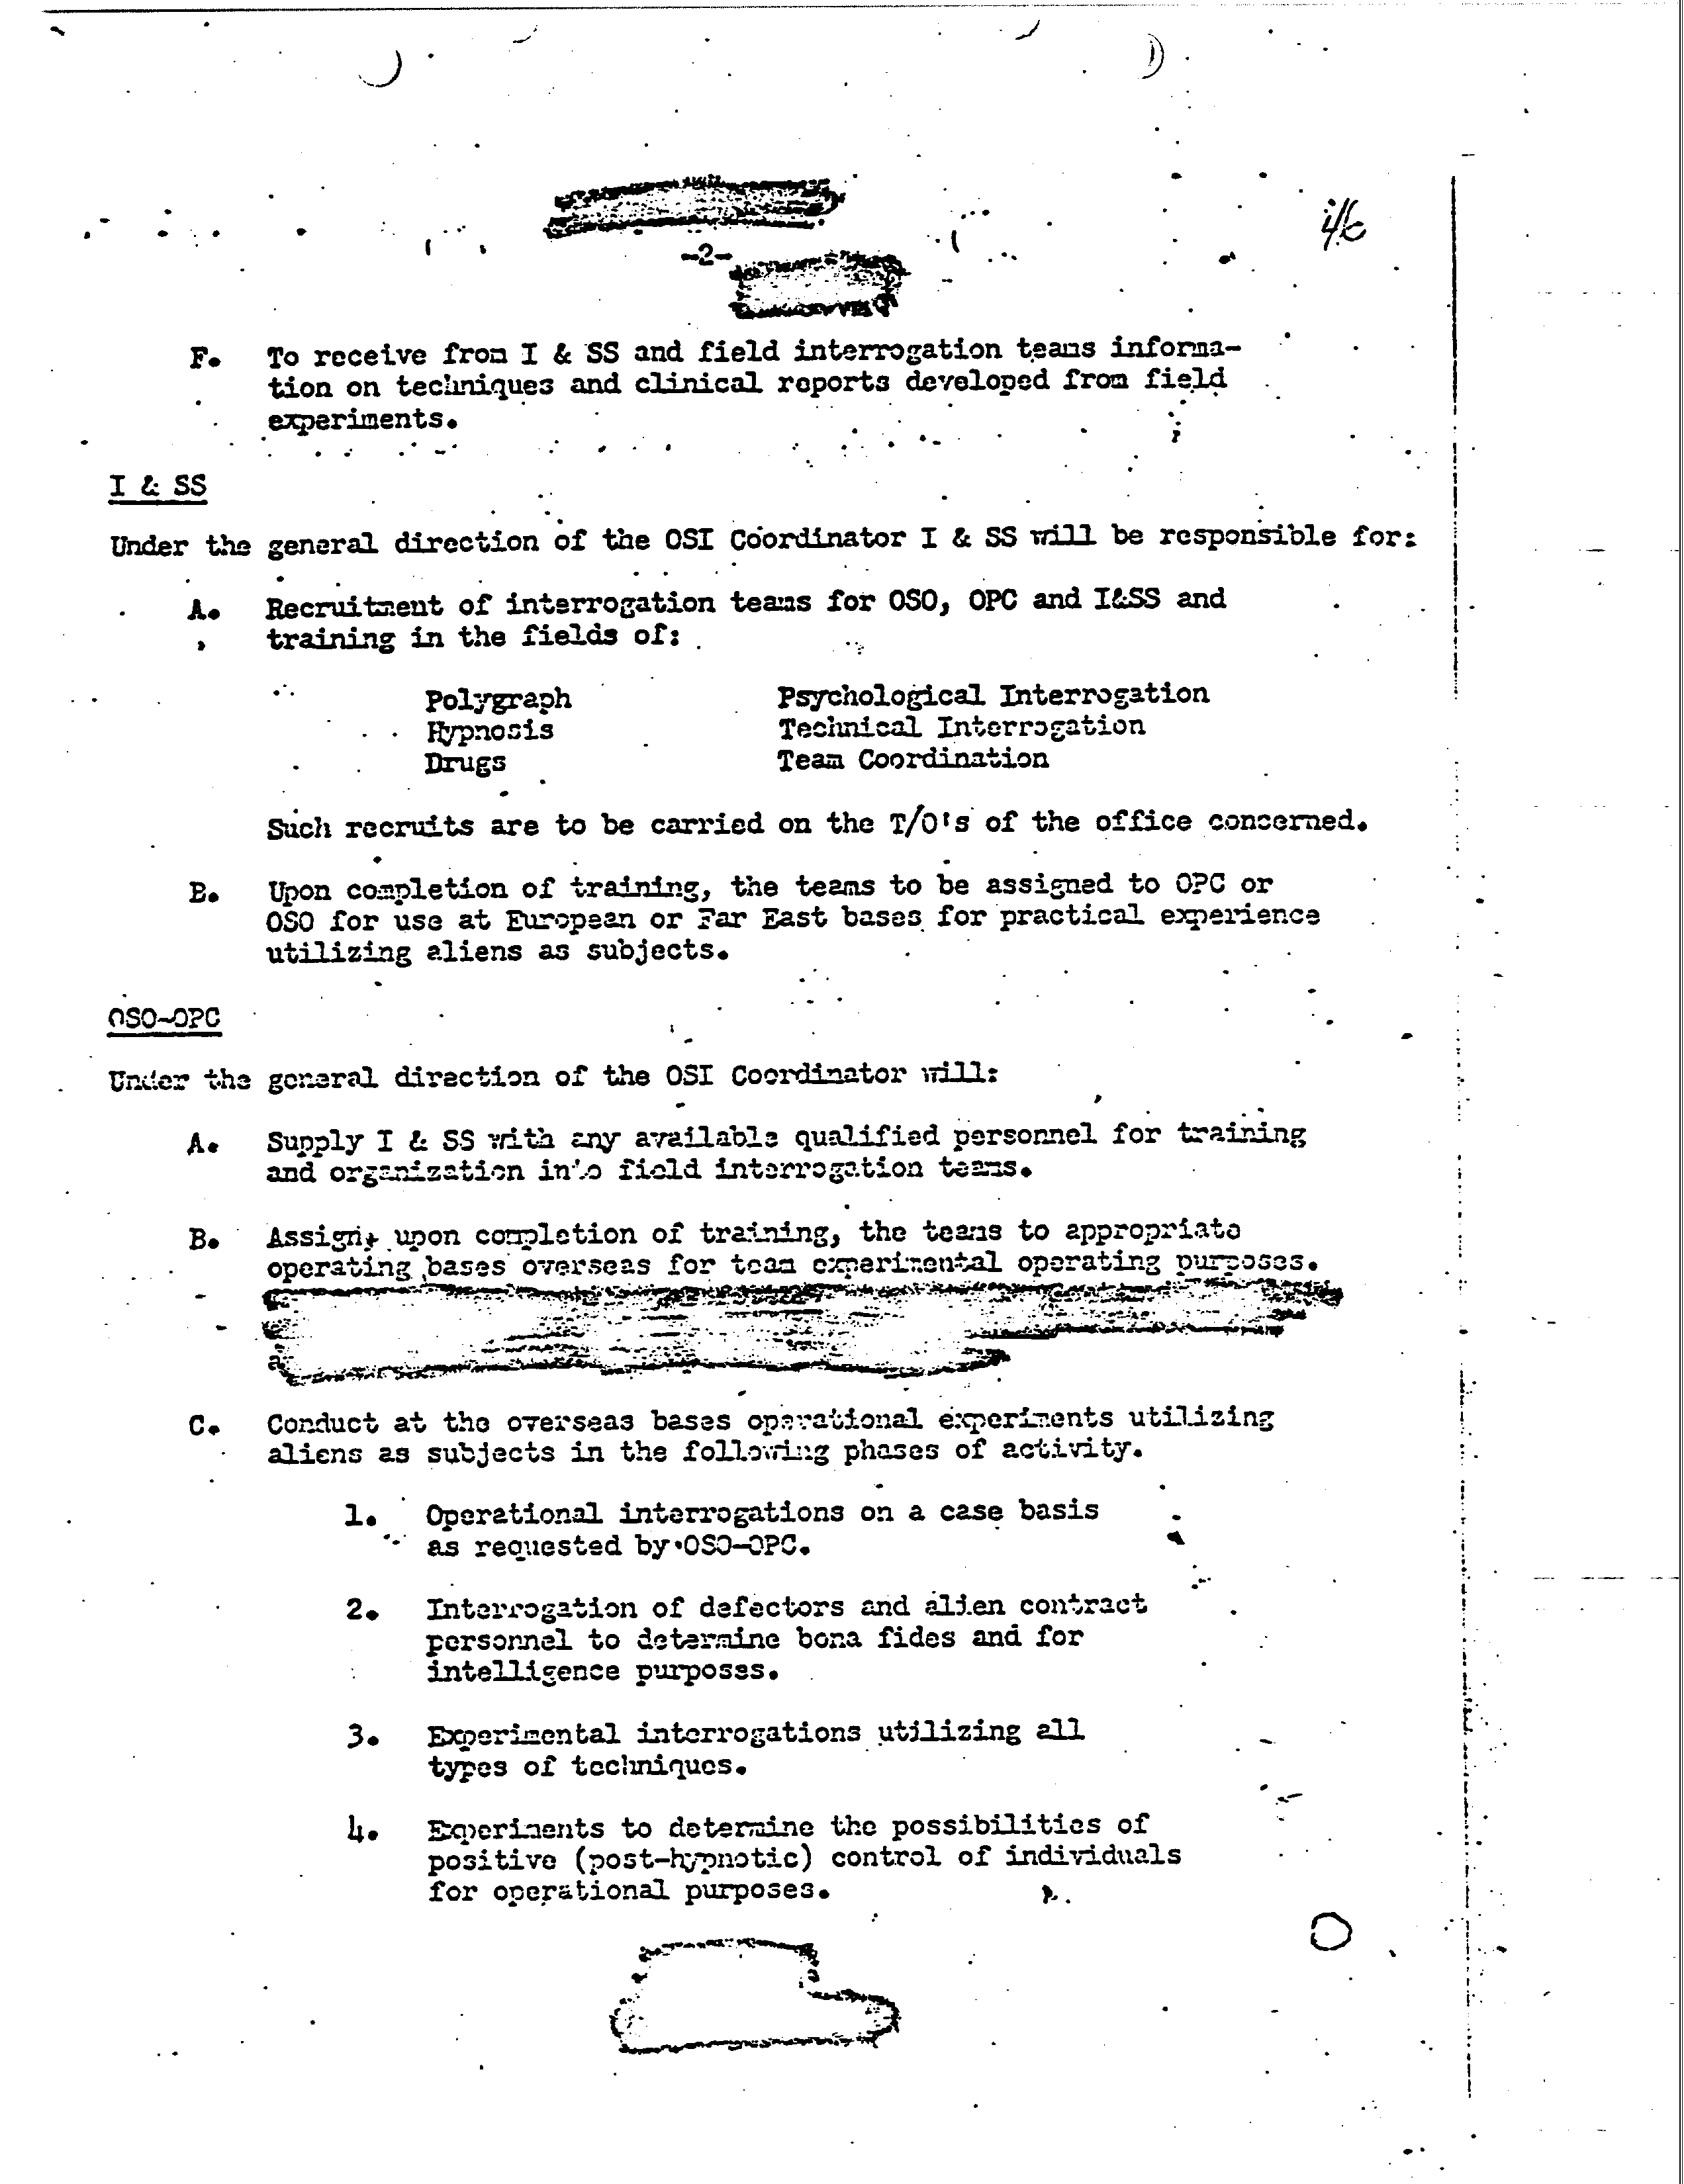 46
-2-
F. To receive from I & SS and field interrogation teams informa-
tion on techniques and clinical reports developed from field
experiments.
I & SS
Under the general direction of the OSI Coordinator I & SS will be responsible for:
A. Recruitment of interrogation teams for OSO, OPC and I&SS and
training in the fields of:
Polygraph Psychological Interrogation
Hypnosis Technical Interrogation
Drugs Team Coordination
Such recruits are to be carried on the T/O's of the office concerned.
B. Upon completion of training, the teams to be assigned to OPC or
OSO for use at European or Far East bases for practical experience
utilizing aliens as subjects.
OSO-OPC
Under the general direction of the OSI Coordinator will:
A. Supply I & SS with any available qualified personnel for training
and organization into field interrogation teams.
B. Assign, upon completion of training, the teams to appropriate
operating bases overseas for team experimental operating purposes.
C. Conduct at the overseas bases operational experiments utilizing
aliens as subjects in the following phases of activity.
1. Operational interrogations on a case basis
as requested by OSO-OPC.
2. Interrogation of defectors and alien contract
personnel to determine bona fides and for
intelligence purposes.
3. Experimental interrogations utilizing all
types of techniques.
4. Experiments to determine the possibilities of
positive (post-hypnotic) control of individuals
for operational purposes.